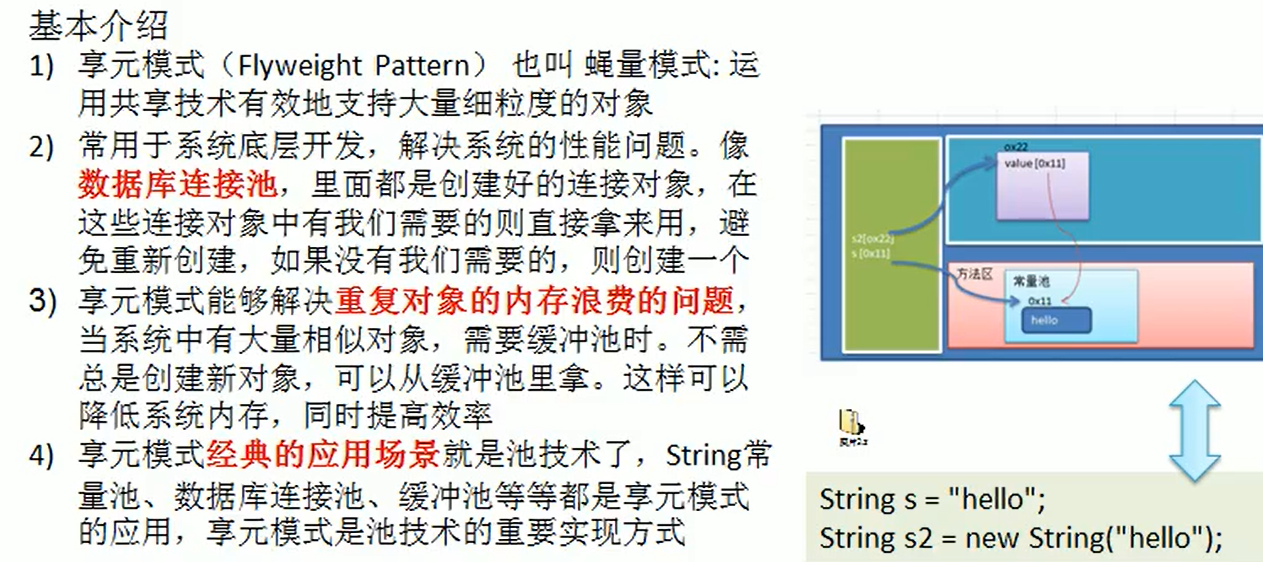 基本介绍
1) 享元模式（Flyweight Pattern） 也叫 蝇量模式: 运
用共享技术有效地支持大量细粒度的对象
2) 常用于系统底层开发，解决系统的性能问题。像
数据库连接池，里面都是创建好的连接对象，在
这些连接对象中有我们需要的则直接拿来用，避
免重新创建，如果没有我们需要的，则创建一个
3) 享元模式能够解决重复对象的内存浪费的问题，
当系统中有大量相似对象，需要缓冲池时。不需
总是创建新对象，可以从缓冲池里拿。这样可以
降低系统内存，同时提高效率
4) 享元模式经典的应用场景就是池技术了，String常
量池、数据库连接池、缓冲池等等都是享元模式
的应用，享元模式是池技术的重要实现方式
0x22
value [0x11]
s2[0x22]
s [0x11]
方法区
常量池
0x11
hello
String s = "hello";
String s2 = new String("hello");